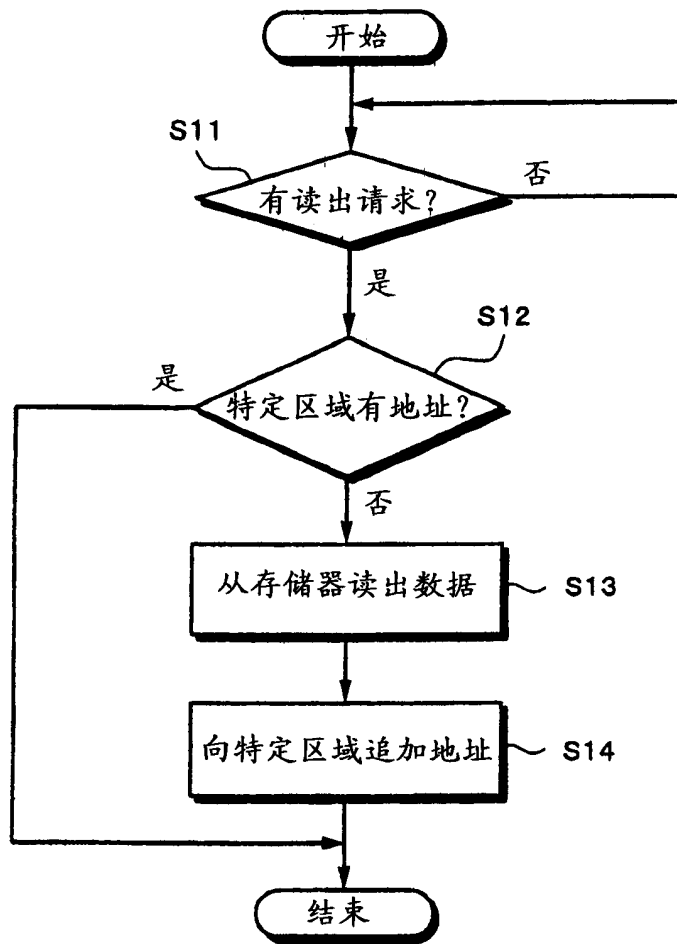 开始
S11
有读出请求?
否
是
S12
是
特定区域有地址?
否
从存储器读出数据
S13
向特定区域追加地址
S14
结束